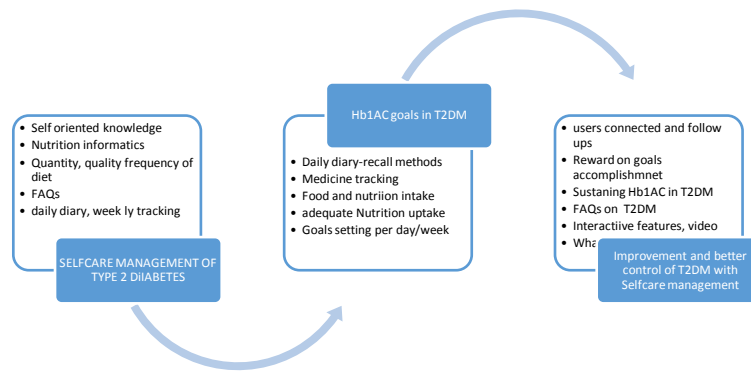 • Self oriented knowledge
• Nutrition informatics
• Quantity, quality frequency of
diet
• FAQs
• daily diary, week ly tracking
SELFCARE MANAGEMENT OF
TYPE 2 DiIABETES
Hb1AC goals in T2DM
• Daily diary-recall methods
• Medicine tracking
• Food and nutriion intake
• adequate Nutrition uptake
• Goals setting per day/week
• users connected and follow
ups
• Reward on goals
accomplishmnet
• Sustaning Hb1AC in T2DM
• FAQs on T2DM
• Interactiive features, video
Improvement and better
control of T2DM with
Selfcare management